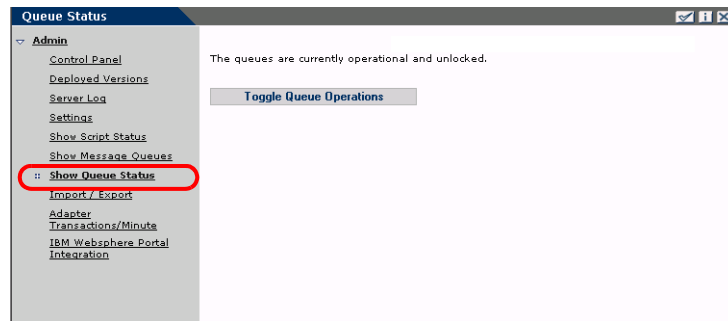 Queue Status
Admin
Control Panel
Deployed Versions
Server Log
Settings
Show Script Status
Show Message Queues
Show Queue Status
Import / Export
Adapter
Transactions/Minute
IBM Websphere Portal
Integration
The queues are currently operational and unlocked.
Toggle Queue Operations